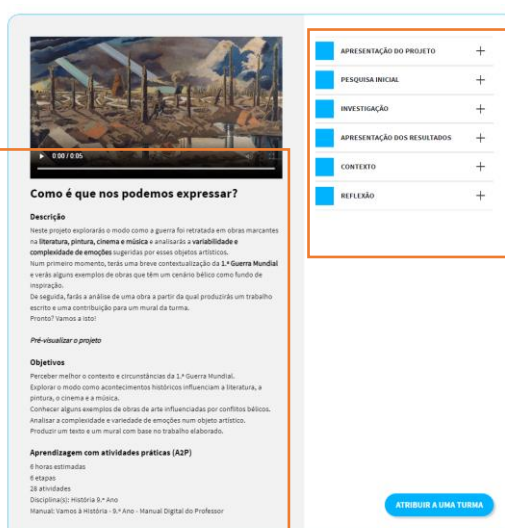 0:00 / 0:05
Como é que nos podemos expressar?
Descrição
Neste projeto explorarás o modo como a guerra foi retratada em obras marcantes
na literatura, pintura, cinema e música e analisarás a variabilidade e
complexidade de emoções sugeridas por esses objetos artísticos.
Num primeiro momento, terás uma breve contextualização da 1.ª Guerra Mundial
e verás alguns exemplos de obras que têm um cenário bélico como fundo de
inspiração.
De seguida, farás a análise de uma obra a partir da qual produzirás um trabalho
escrito e uma contribuição para um mural da turma.
Pronto? Vamos a isto!
Pré-visualizar o projeto
Objetivos
Perceber melhor o contexto e circunstâncias da 1.ª Guerra Mundial.
Explorar o modo como acontecimentos históricos influenciam a literatura, a
pintura, o cinema e a música.
Conhecer alguns exemplos de obras de arte influenciadas por conflitos bélicos.
Analisar a complexidade e variedade de emoções num objeto artístico.
Produzir um texto e um mural com base no trabalho elaborado.
Aprendizagem com atividades práticas (A2P)
6 horas estimadas
6 etapas
28 atividades
Disciplina(s): História 9.º Ano
Manual: Vamos à História - 9.º Ano - Manual Digital do Professor
APRESENTAÇÃO DO PROJETO
PESQUISA INICIAL
INVESTIGAÇÃO
APRESENTAÇÃO DOS RESULTADOS
CONTEXTO
REFLEXÃO
ATRIBUIR A UMA TURMA